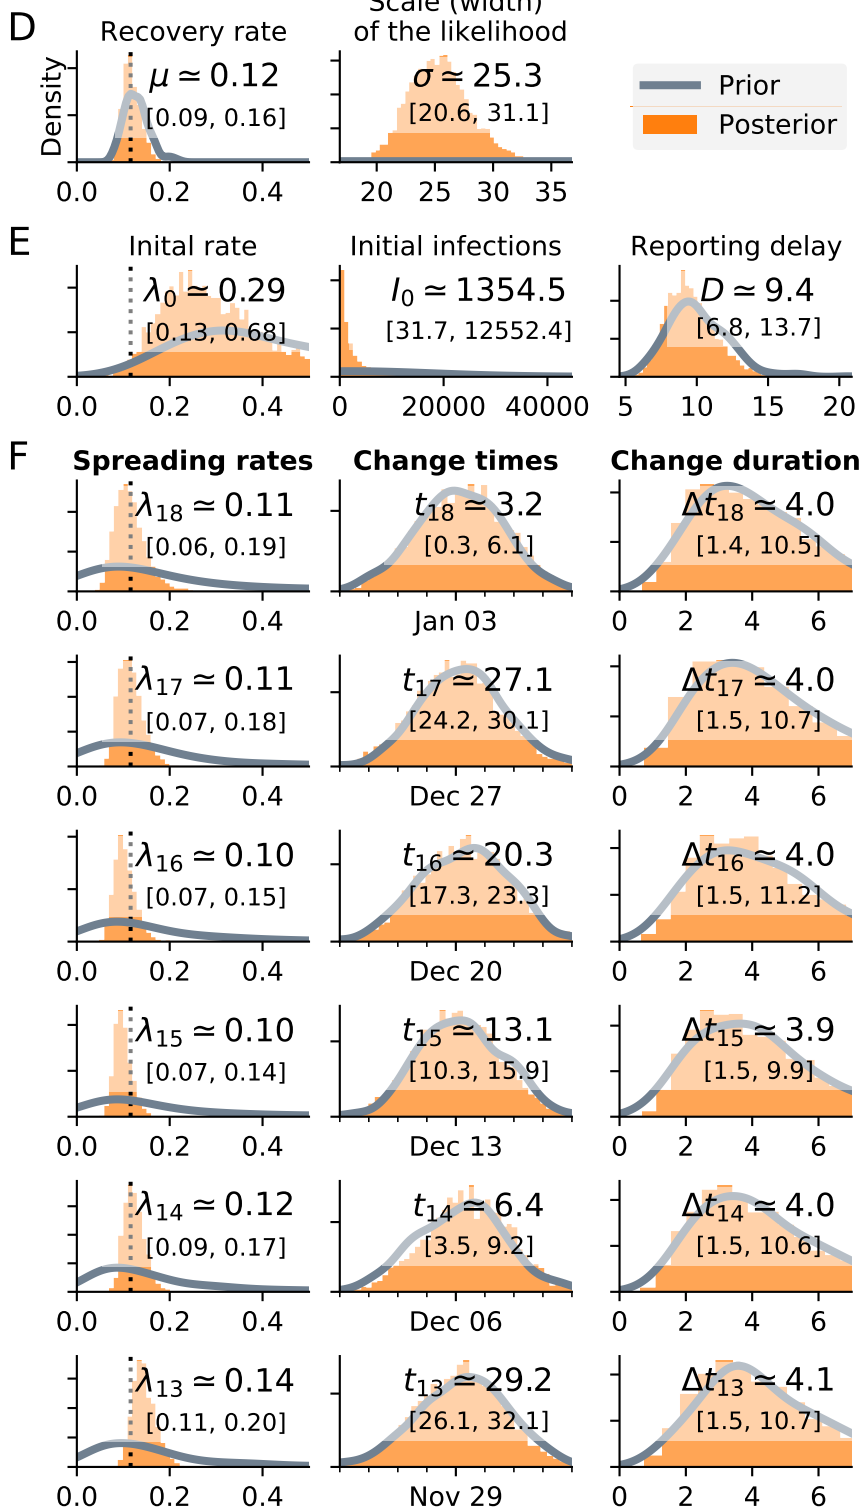 D
Recovery rate
Scale (width)
of the likelihood
Density
μ ≃ 0.12
[0.09, 0.16]
0.0 0.2 0.4
σ ≃ 25.3
[20.6, 31.1]
20 25 30 35
Prior
Posterior
E
Inital rate
λ0 ≃ 0.29
[0.13, 0.68]
0.0 0.2 0.4
Initial infections
I0 ≃ 1354.5
[31.7, 12552.4]
0 20000 40000
Reporting delay
D ≃ 9.4
[6.8, 13.7]
5 10 15 20
F
Spreading rates Change times Change duration
λ18 ≃ 0.11 t18 ≃ 3.2 Δt18 ≃ 4.0
[0.06, 0.19] [0.3, 6.1] [1.4, 10.5]
0.0 0.2 0.4 Jan 03 0 2 4 6
λ17 ≃ 0.11 t17 ≃ 27.1 Δt17 ≃ 4.0
[0.07, 0.18] [24.2, 30.1] [1.5, 10.7]
0.0 0.2 0.4 Dec 27 0 2 4 6
λ16 ≃ 0.10 t16 ≃ 20.3 Δt16 ≃ 4.0
[0.07, 0.15] [17.3, 23.3] [1.5, 11.2]
0.0 0.2 0.4 Dec 20 0 2 4 6
λ15 ≃ 0.10 t15 ≃ 13.1 Δt15 ≃ 3.9
[0.07, 0.14] [10.3, 15.9] [1.5, 9.9]
0.0 0.2 0.4 Dec 13 0 2 4 6
λ14 ≃ 0.12 t14 ≃ 6.4 Δt14 ≃ 4.0
[0.09, 0.17] [3.5, 9.2] [1.5, 10.6]
0.0 0.2 0.4 Dec 06 0 2 4 6
λ13 ≃ 0.14 t13 ≃ 29.2 Δt13 ≃ 4.1
[0.11, 0.20] [26.1, 32.1] [1.5, 10.7]
0.0 0.2 0.4 Nov 29 0 2 4 6